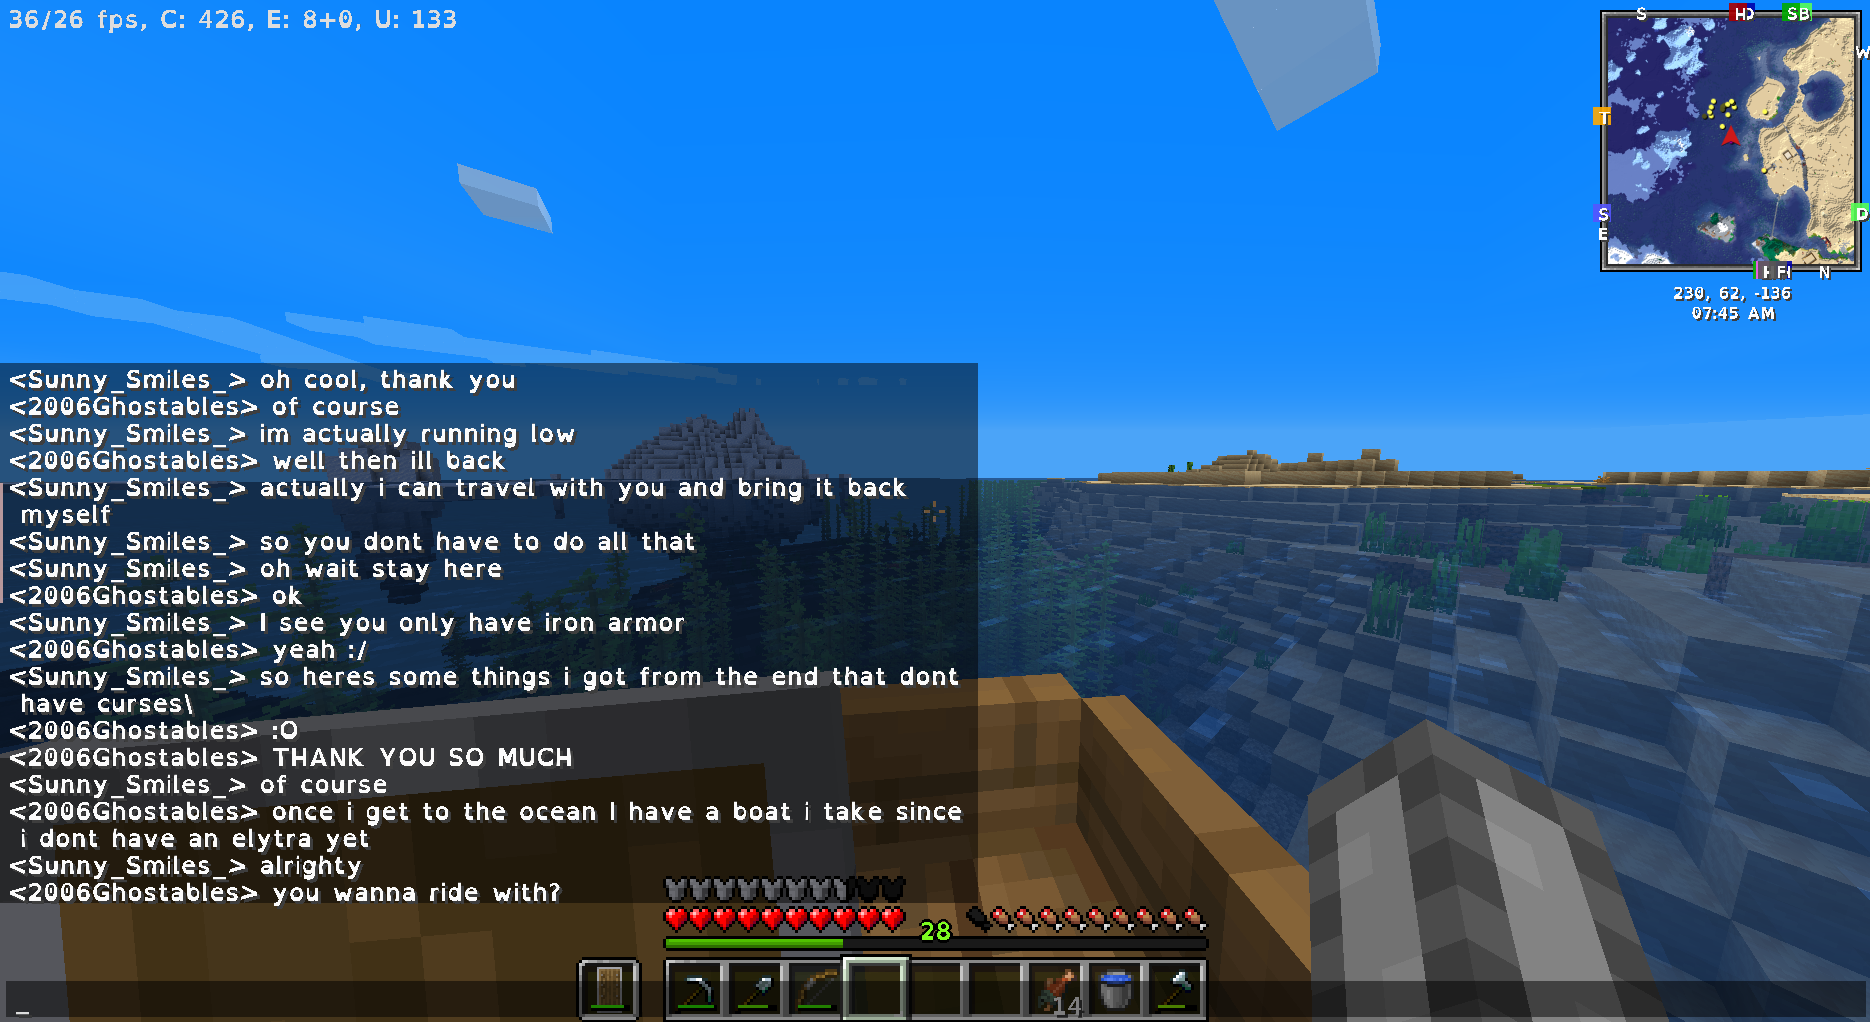 36/26 fps, C: 426, E: 8+0, U: 133
S
HD
SB
W
T
S
E
D
F
N
230, 62, -136
07:45 AM
<Sunny_Smiles_> oh cool, thank you
<2006Ghostables> of course
<Sunny_Smiles_> im actually running low
<2006Ghostables> well then ill back
<Sunny_Smiles_> actually i can travel with you and bring it back
myself
<Sunny_Smiles_> so you dont have to do all that
<Sunny_Smiles_> oh wait stay here
<2006Ghostables> ok
<Sunny_Smiles_> I see you only have iron armor
<2006Ghostables> yeah :/
<Sunny_Smiles_> so heres some things i got from the end that dont
have curses\
<2006Ghostables> :O
<2006Ghostables> THANK YOU SO MUCH
<Sunny_Smiles_> of course
<2006Ghostables> once i get to the ocean I have a boat i take since
i dont have an elytra yet
<Sunny_Smiles_> alrighty
<2006Ghostables> you wanna ride with?
28
14
_